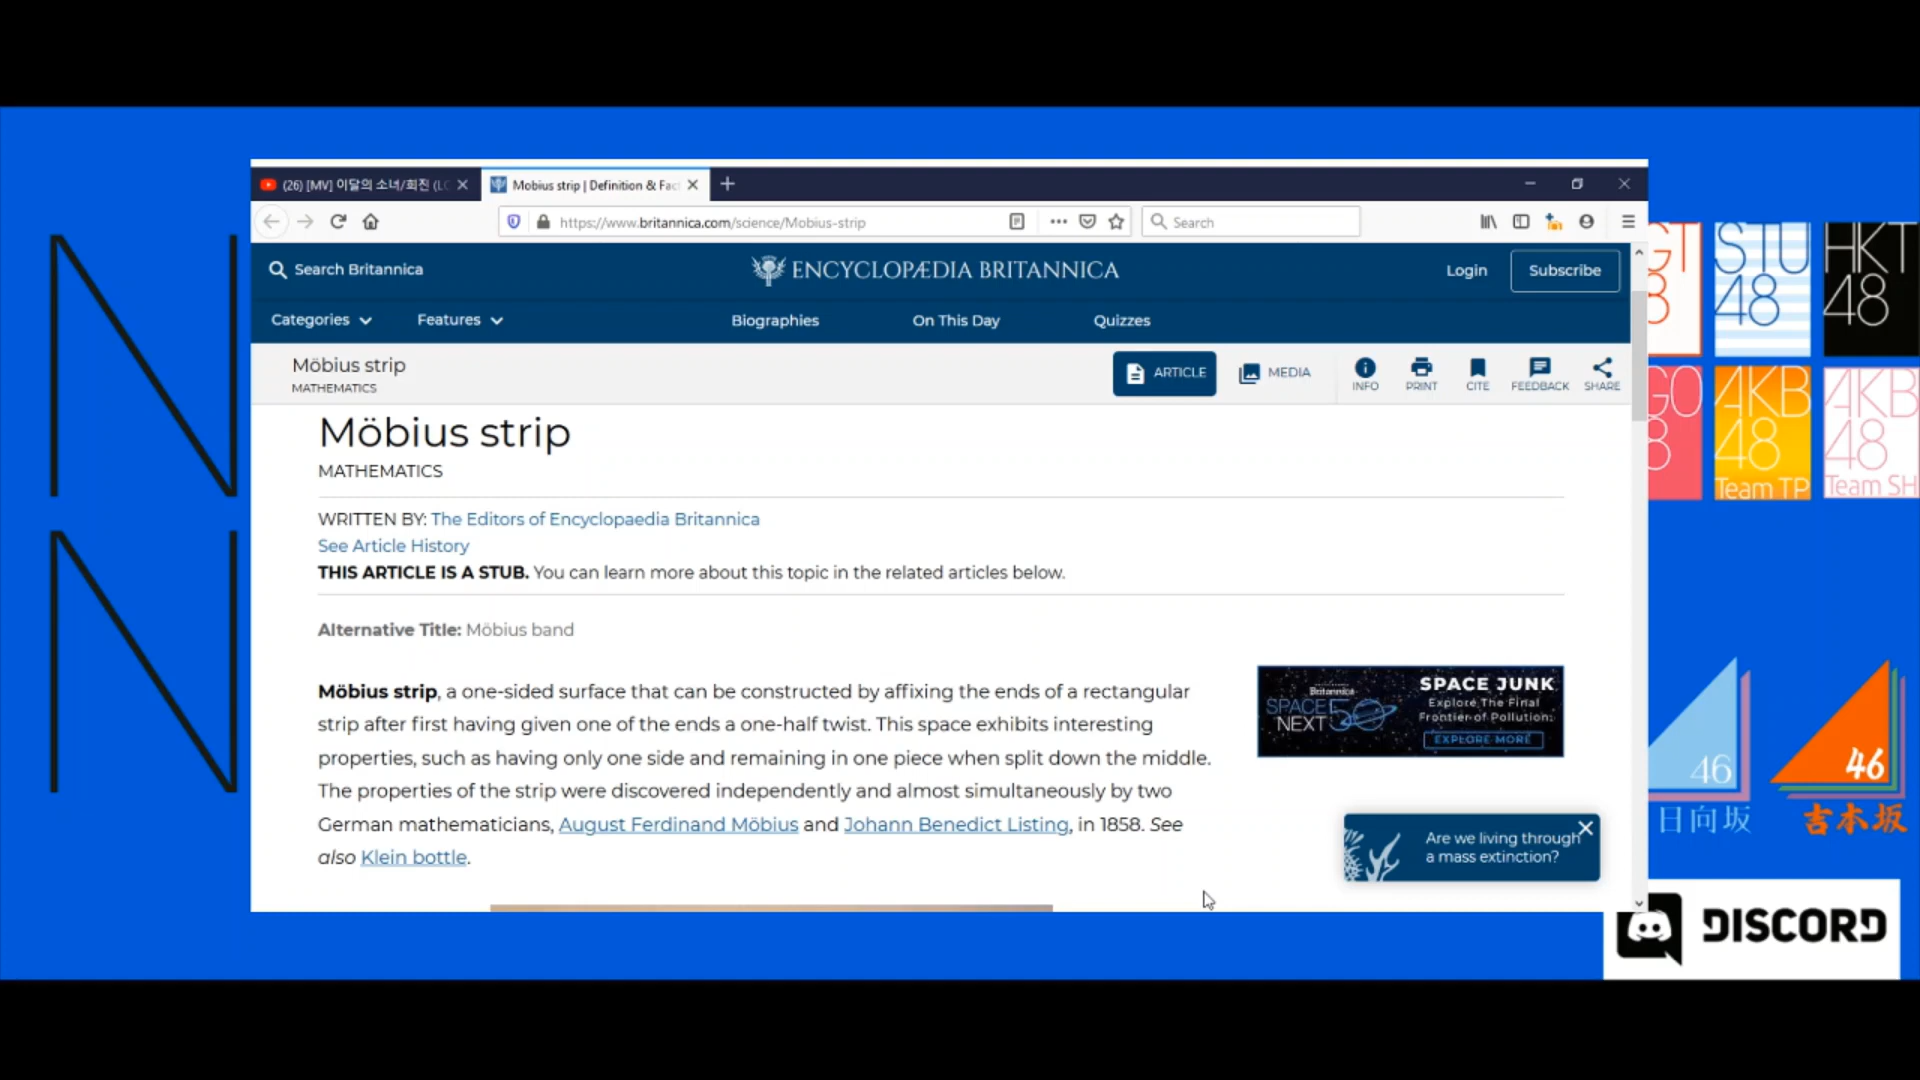 (26) [MV] 이달의 소녀/희진 (LO
Mobius strip | Definition & Fac
https://www.britannica.com/science/Mobius-strip
Search
Search Britannica
ENCYCLOPÆDIA BRITANNICA
Login
Subscribe
Categories
Features
Biographies
On This Day
Quizzes
Möbius strip
MATHEMATICS
ARTICLE
MEDIA
INFO
PRINT
CITE
FEEDBACK
SHARE
Möbius strip
MATHEMATICS
WRITTEN BY: The Editors of Encyclopaedia Britannica
See Article History
THIS ARTICLE IS A STUB. You can learn more about this topic in the related articles below.
Alternative Title: Möbius band
Möbius strip, a one-sided surface that can be constructed by affixing the ends of a rectangular
strip after first having given one of the ends a one-half twist. This space exhibits interesting
properties, such as having only one side and remaining in one piece when split down the middle.
The properties of the strip were discovered independently and almost simultaneously by two
German mathematicians, August Ferdinand Möbius and Johann Benedict Listing, in 1858. See
also Klein bottle.
Britannica
SPACE
NEXT50
SPACE JUNK
Explore The Final
Frontier of Pollution:
EXPLORE MORE
Are we living through
a mass extinction?
N
N
GT
8
STU
48
HKT
48
GO
8
AKB
48
Team TP
AKB
48
Team SH
46
日向坂
46
吉本坂
DISCORD